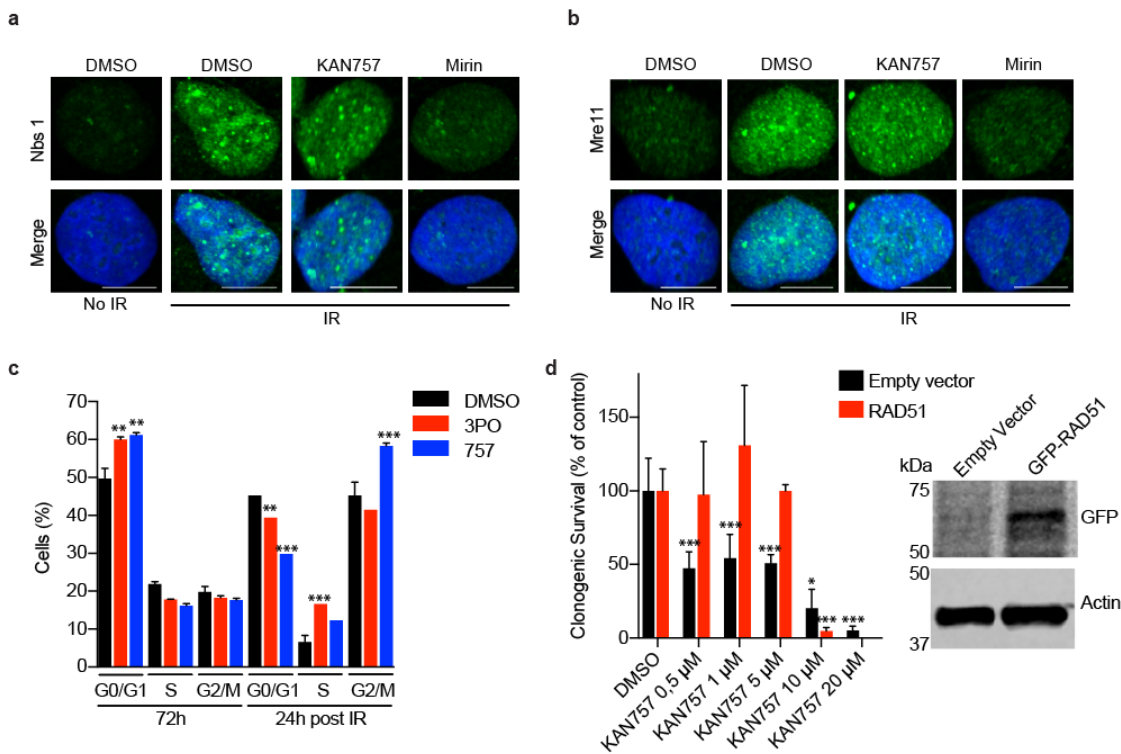 a
DMSO DMSO KAN757 Mirin
Nbs 1
Merge
No IR
IR
b
DMSO DMSO KAN757 Mirin
Mre11
Merge
No IR
IR
c
DMSO
3PO
757
Cells (%)
70
60
50
40
30
20
10
0
** **
** *** *** ***
G0/G1 S G2/M G0/G1 S G2/M
72h 24h post IR
d
Empty vector
RAD51
Clonogenic Survival (% of control)
150
100
50
0
*** *** *** * *** ***
DMSO
KAN757 0,5 µM
KAN757 1 µM
KAN757 5 µM
KAN757 10 µM
KAN757 20 µM
Empty Vector
GFP-RAD51
kDa
75
GFP
50
50
Actin
37